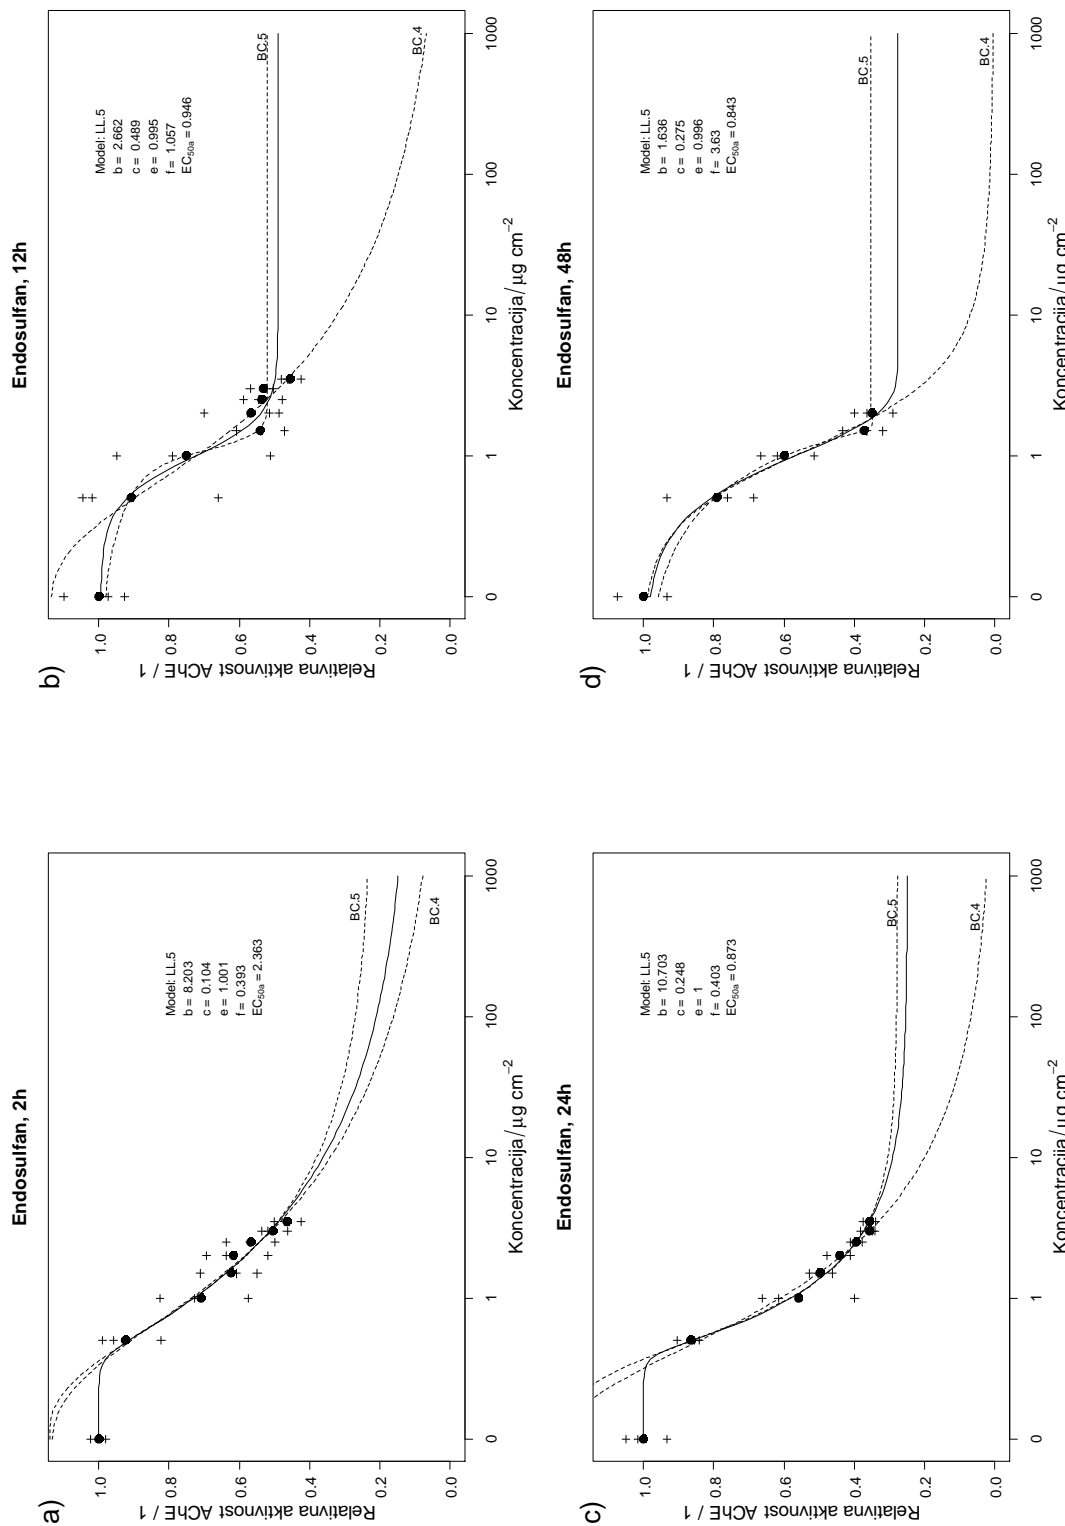 a)
Endosulfan, 2h
Model: LL.5
b = 8.203
c = 0.104
e = 1.001
f = 0.393
EC50a = 2.363
BC.5
BC.4
Relativna aktivnost AChE / 1
0.0
0.2
0.4
0.6
0.8
1.0
0
1
10
100
1000
Koncentracija/μg cm−2
b)
Endosulfan, 12h
Model: LL.5
b = 2.662
c = 0.489
e = 0.995
f = 1.057
EC50a = 0.946
BC.5
BC.4
Relativna aktivnost AChE / 1
0.0
0.2
0.4
0.6
0.8
1.0
0
1
10
100
1000
Koncentracija/μg cm−2
c)
Endosulfan, 24h
Model: LL.5
b = 10.703
c = 0.248
e = 1
f = 0.403
EC50a = 0.873
BC.5
BC.4
Relativna aktivnost AChE / 1
0.0
0.2
0.4
0.6
0.8
1.0
0
1
10
100
1000
Koncentracija/μg cm−2
d)
Endosulfan, 48h
Model: LL.5
b = 1.636
c = 0.275
e = 0.996
f = 3.63
EC50a = 0.843
BC.5
BC.4
Relativna aktivnost AChE / 1
0.0
0.2
0.4
0.6
0.8
1.0
0
1
10
100
1000
Koncentracija/μg cm−2